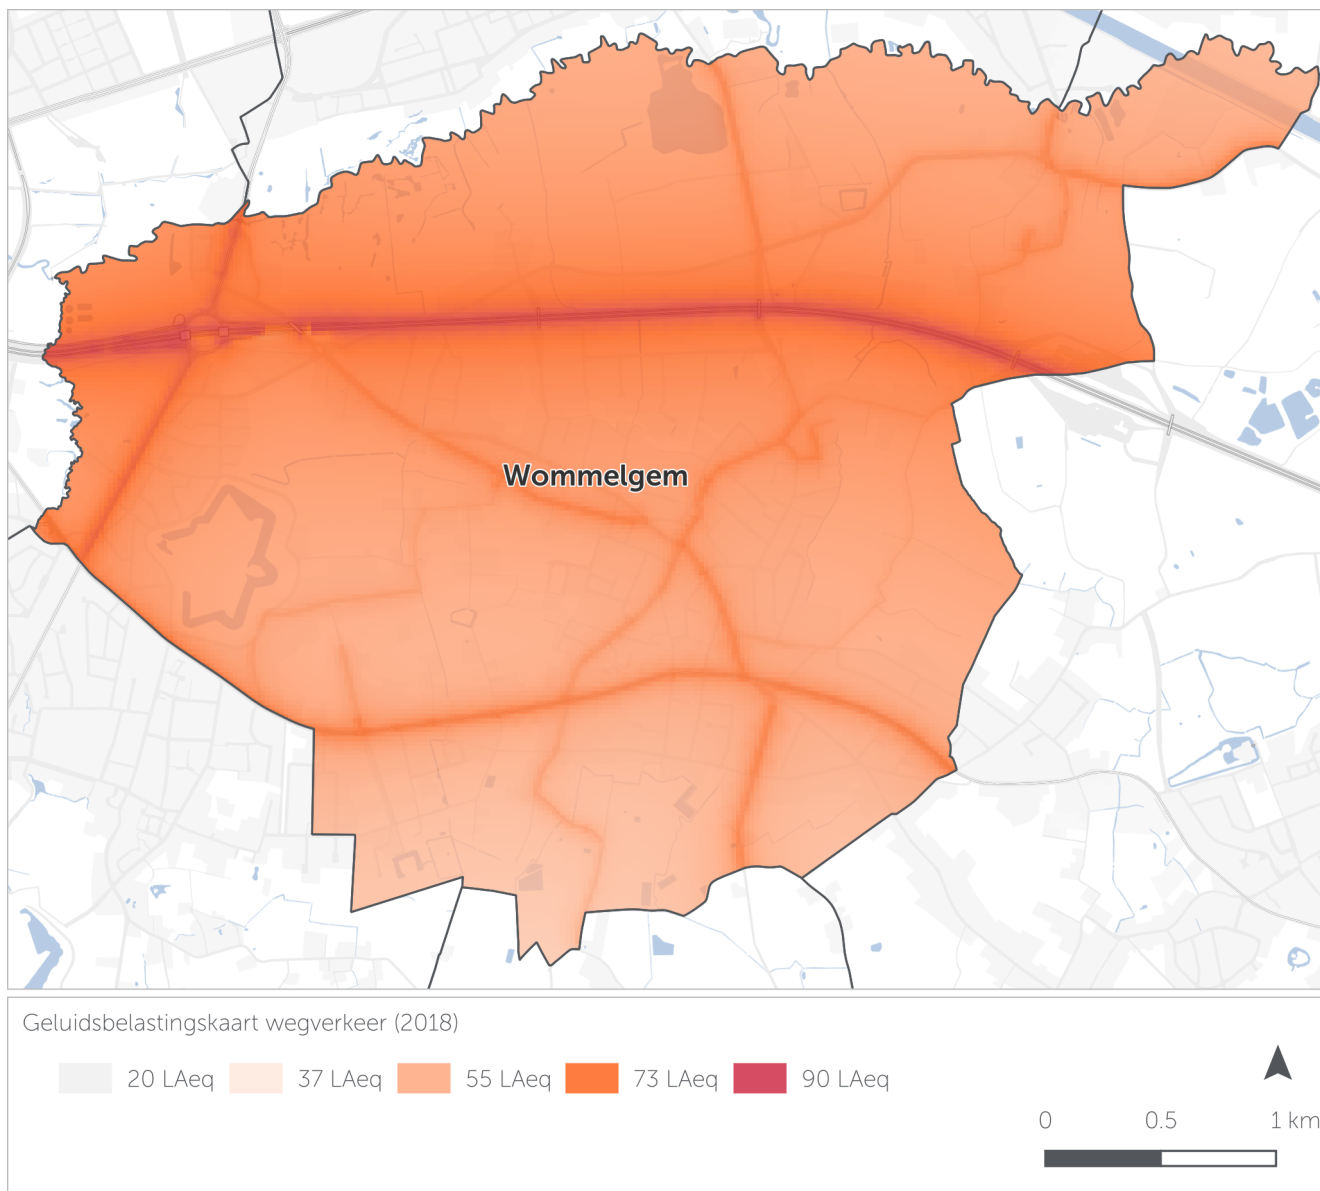 Wommelgem
Geluidsbelastingskaart wegverkeer (2018)
20 LAeq 37 LAeq 55 LAeq 73 LAeq 90 LAeq
0 0.5 1 km